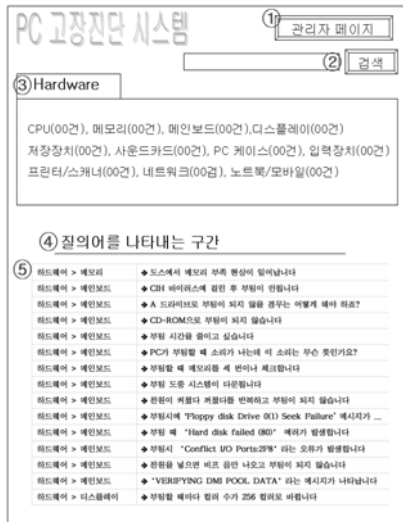 PC 고장진단 시스템
① 관리자 페이지
② 검색
③ Hardware
CPU(00건), 메모리(00건), 메인보드(00건),디스플레이(00건)
저장장치(00건), 사운드카드(00건), PC 케이스(00건), 입력장치(00건)
프린터/스캐너(00건), 네트워크(00검), 노트북/모바일(00건)
④ 질의어를 나타내는 구간
⑤ 하드웨어 > 메모리 ◆ 도스에서 메모리 부족 현상이 일어납니다
하드웨어 > 메인보드 ◆ CIH 바이러스에 걸린 후 부팅이 안됩니다
하드웨어 > 메인보드 ◆ A 드라이브로 부팅이 되지 않을 경우는 어떻게 해야 하죠?
하드웨어 > 메인보드 ◆ CD-ROM으로 부팅이 되지 않습니다
하드웨어 > 메인보드 ◆ 부팅 시간을 줄이고 싶습니다
하드웨어 > 메인보드 ◆ PC가 부팅할 때 소리가 나는데 이 소리는 무슨 뜻인가요?
하드웨어 > 메인보드 ◆ 부팅할 때 메모리를 세 번이나 체크합니다
하드웨어 > 메인보드 ◆ 부팅 도중 시스템이 다운됩니다
하드웨어 > 메인보드 ◆ 전원이 켜졌다 꺼졌다를 반복하고 부팅이 되지 않습니다
하드웨어 > 메인보드 ◆ 부팅시에 'Floppy disk Drive 0(1) Seek Failure' 메시지가 ...
하드웨어 > 메인보드 ◆ 부팅 때 'Hard disk failed (80)' 에러가 발생합니다
하드웨어 > 메인보드 ◆ 부팅시 'Conflict I/O Ports:2F8' 라는 오류가 발생합니다
하드웨어 > 메인보드 ◆ 전원을 넣으면 비프 음만 나오고 부팅이 되지 않습니다
하드웨어 > 메인보드 ◆ 'VERIFYING DMI POOL DATA' 라는 메시지가 나타납니다
하드웨어 > 디스플레이 ◆ 부팅할 때마다 컬러 수가 256 컬러로 바뀝니다